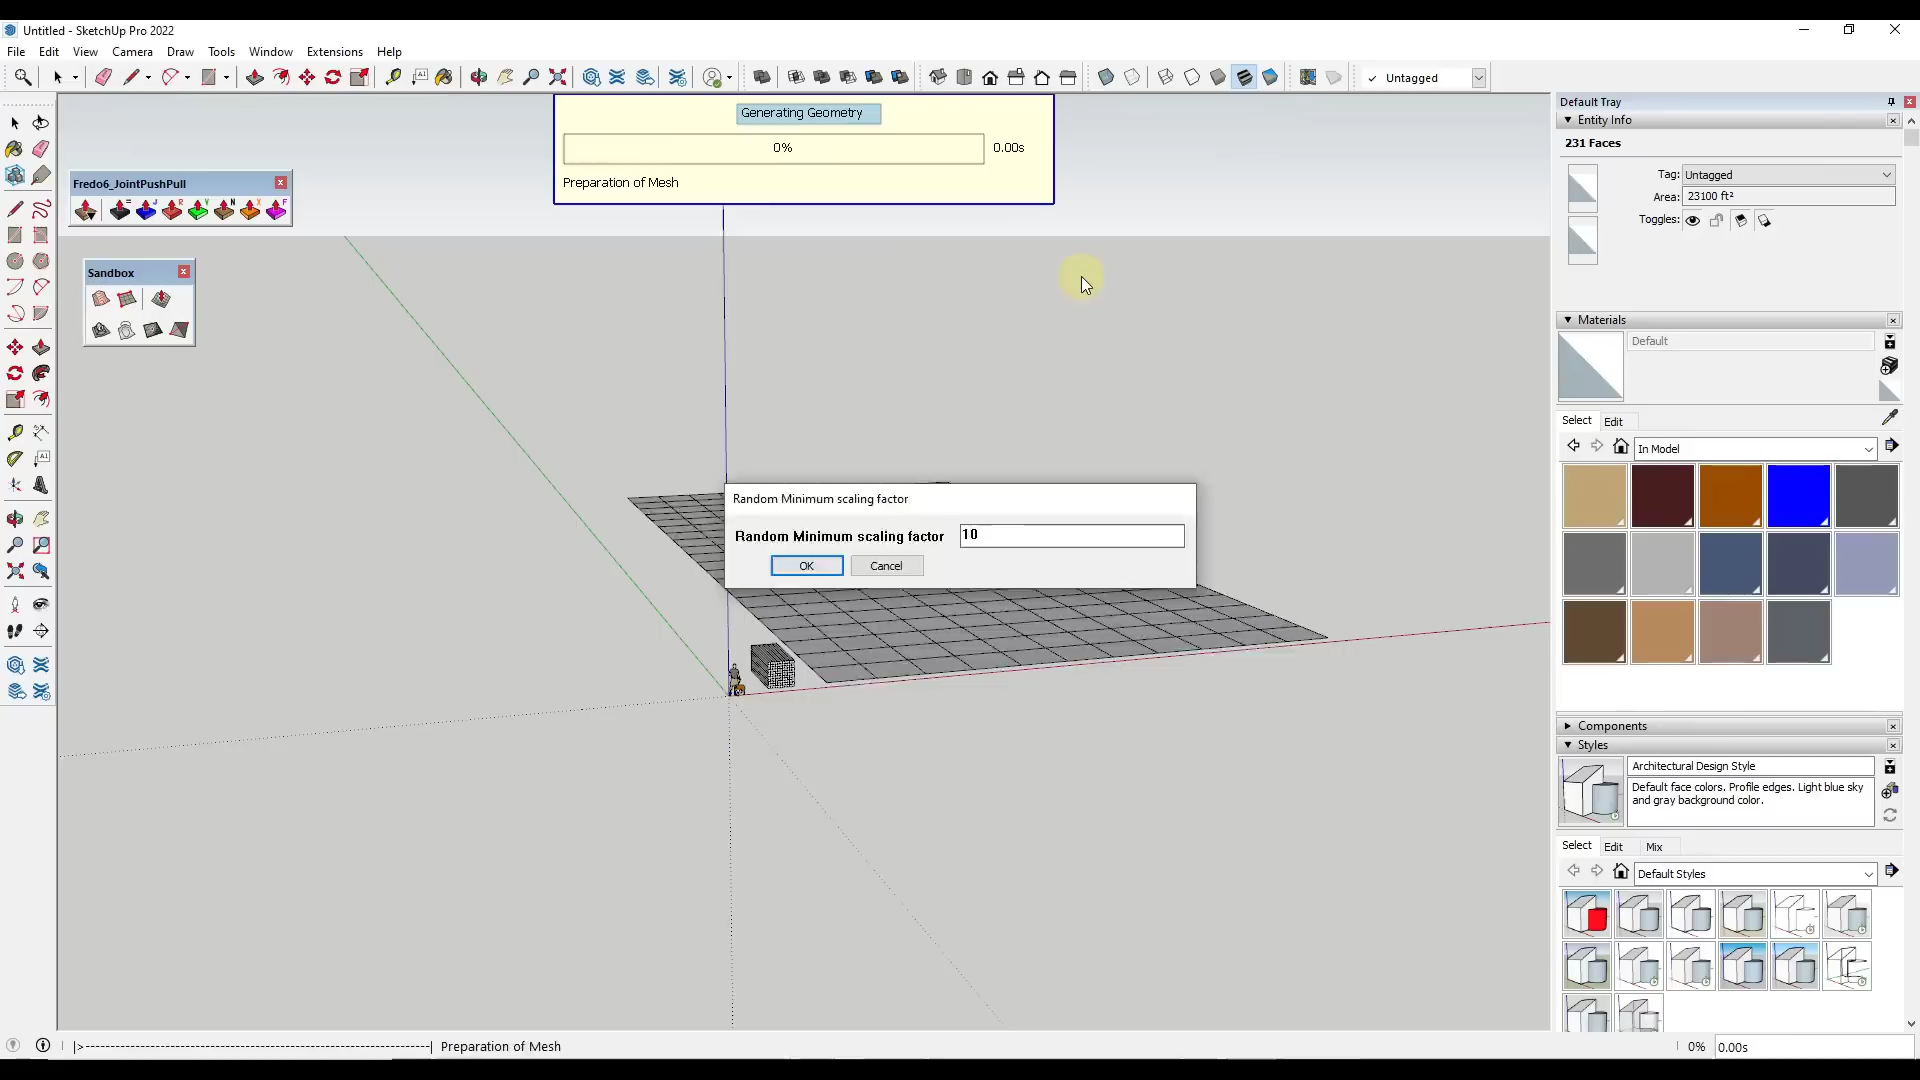 Untitled - SketchUp Pro 2022
File Edit View Camera Draw Tools Window Extensions Help
Untagged
Generating Geometry
0% 0.00s
Preparation of Mesh
Fredo6_JointPushPull
= J R V N X F
Sandbox
Random Minimum scaling factor
Random Minimum scaling factor 10
OK Cancel
Default Tray
Entity Info
231 Faces
Tag: Untagged
Area: 23100 ft²
Toggles:
Materials
Default
Select Edit
In Model
Components
Styles
Architectural Design Style
Default face colors. Profile edges. Light blue sky
and gray background color.
Select Edit Mix
Default Styles
|>--------------------------------------------------| Preparation of Mesh
0% 0.00s